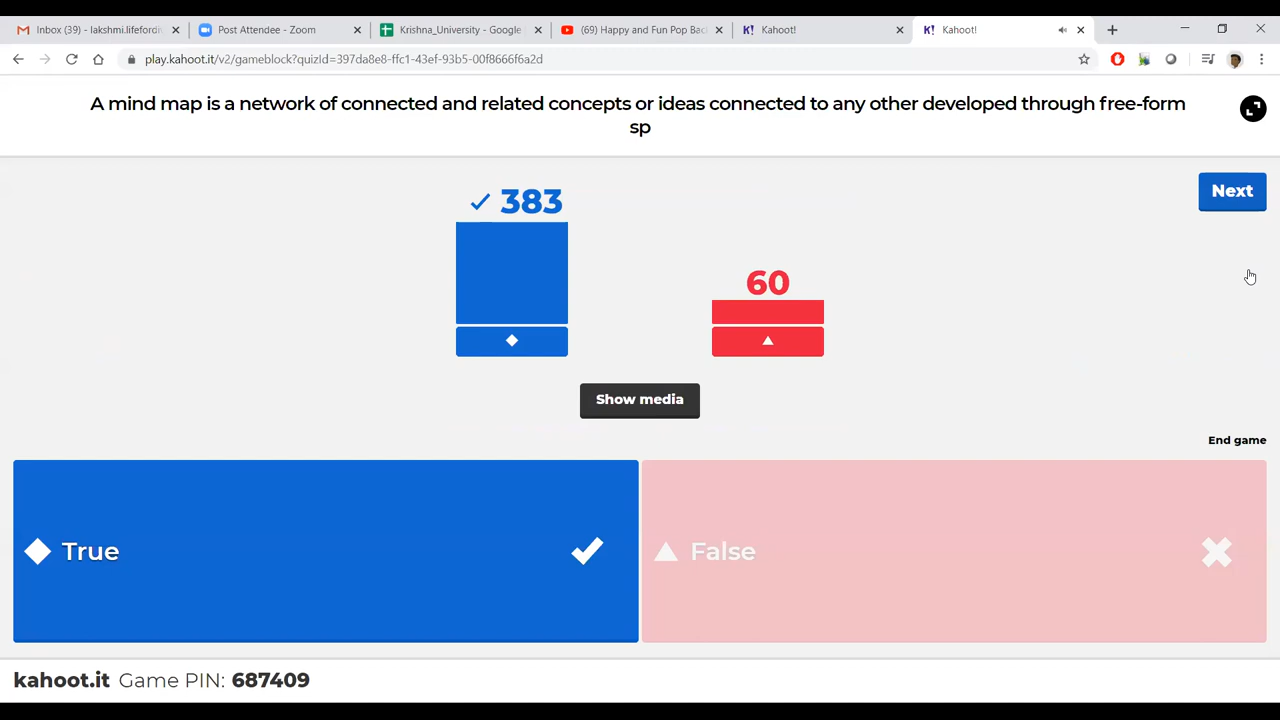 Inbox (39) - lakshmi.lifefordiv
Post Attendee - Zoom
Krishna_University - Google
(69) Happy and Fun Pop Bac
K! Kahoot!
K! Kahoot!
play.kahoot.it/v2/gameblock?quizId=397da8e8-ffc1-42ef-93b5-00f8666f6a2d
A mind map is a network of connected and related concepts or ideas connected to any other developed through free-form
sp
Next
383
60
Show media
End game
True
False
kahoot.it Game PIN: 687409